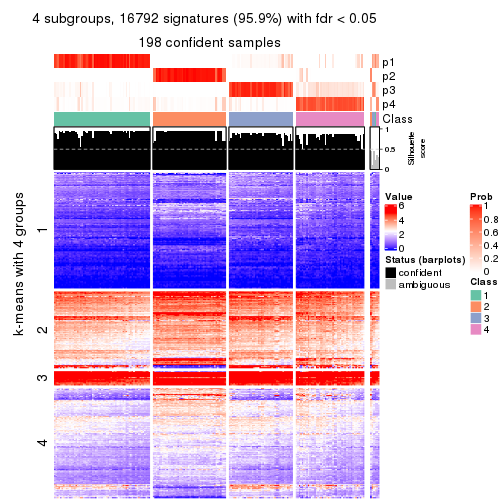 4 subgroups, 16792 signatures (95.9%) with fdr < 0.05
198 confident samples
p1
p2
p3
p4
Class
1
0.5
0
Silhouette
score
k-means with 4 groups
1
2
3
4
Value
6
4
2
0
Status (barplots)
confident
ambiguous
Prob
1
0.8
0.6
0.4
0.2
0
Class
1
2
3
4